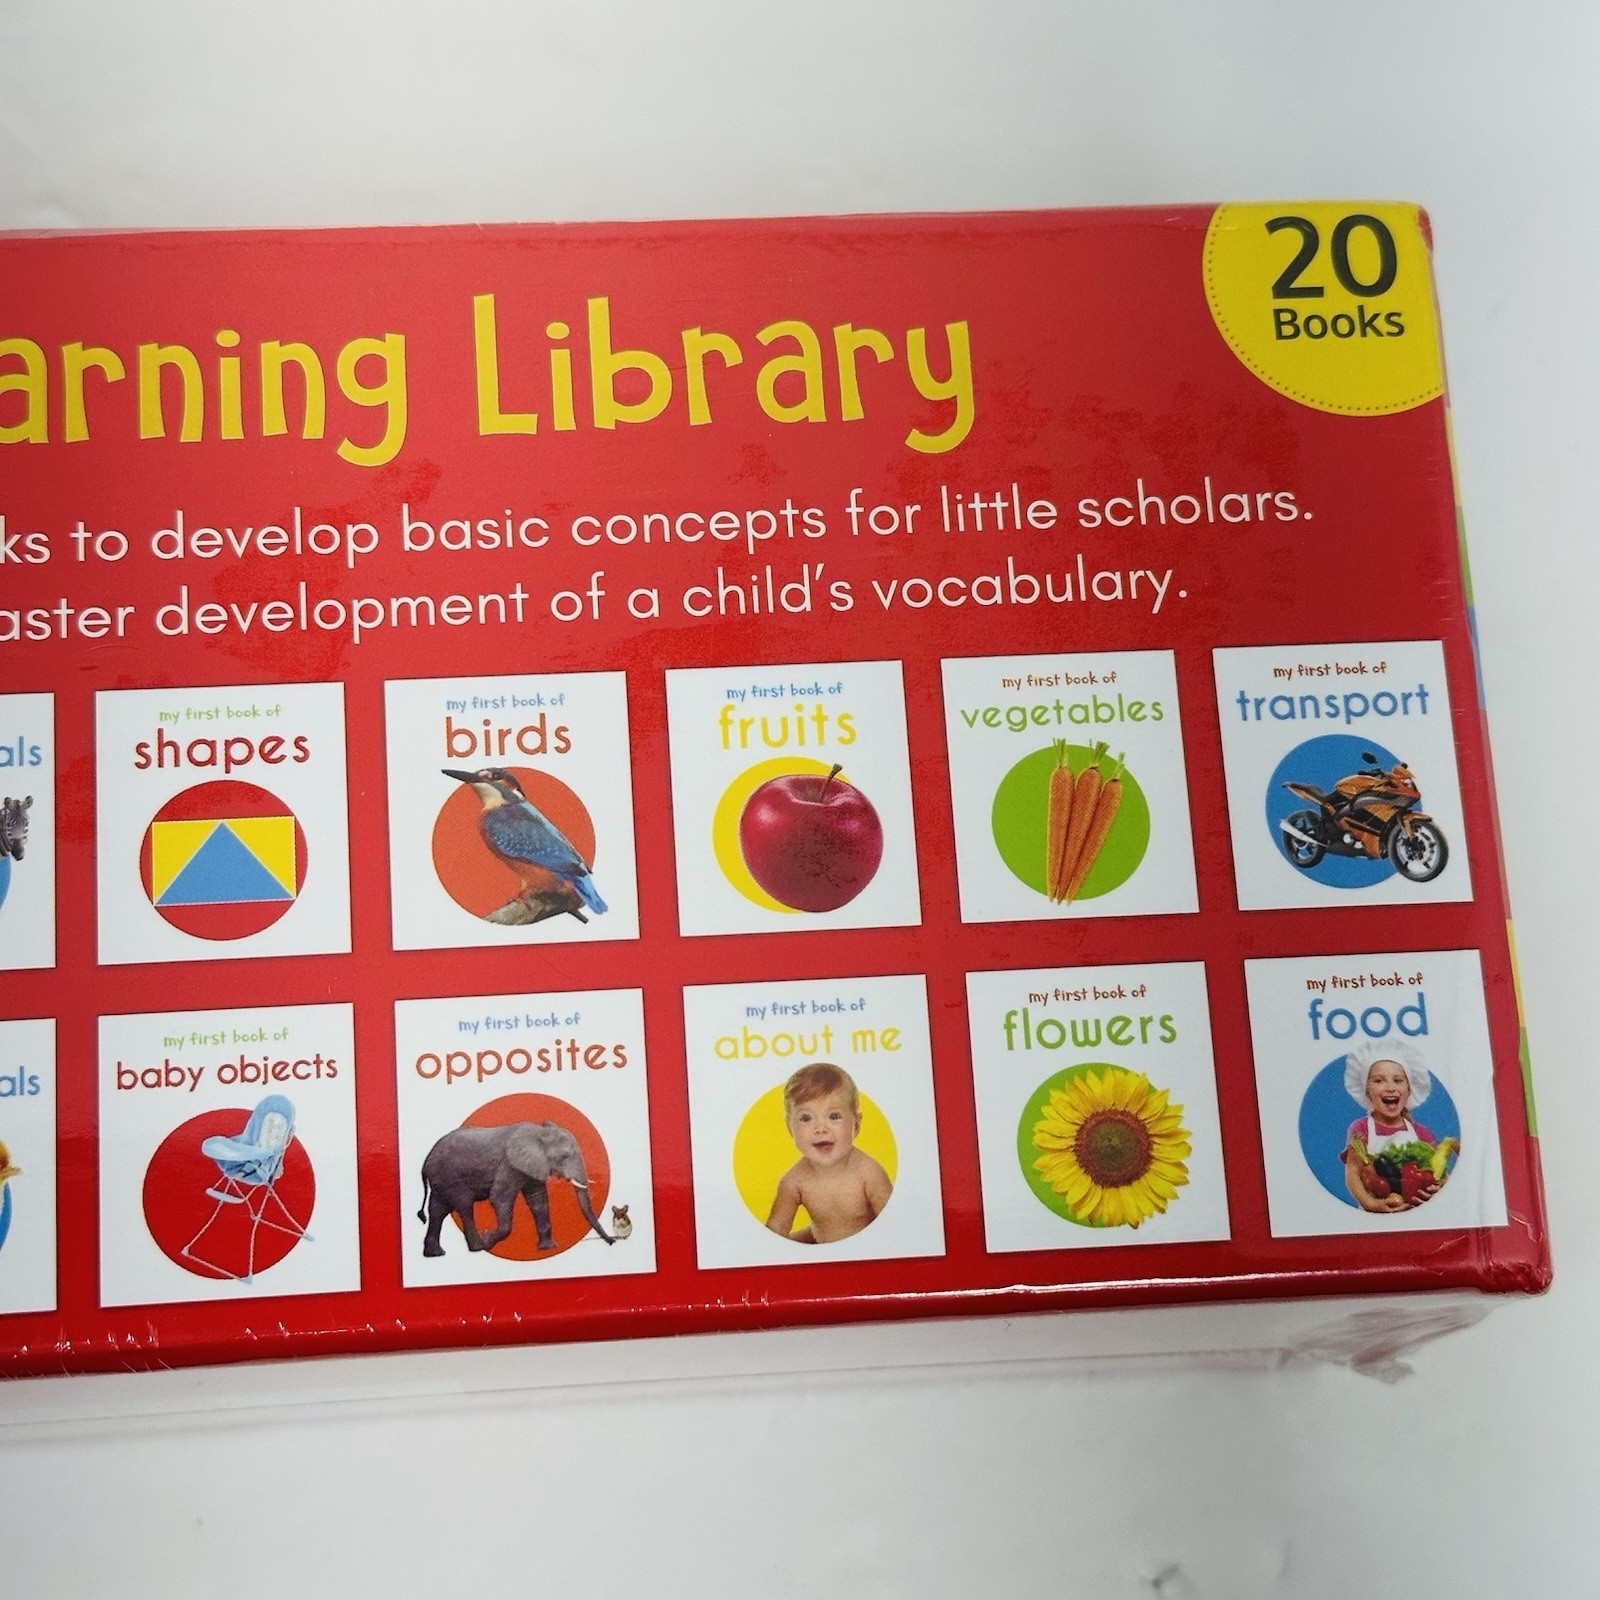 20
Books
arning Library
ks to develop basic concepts for little scholars.
aster development of a child's vocabulary.
als
my first book of
shapes
my first book of
birds
my first book of
fruits
my first book of
vegetables
my first book of
transport
als
my first book of
baby objects
my first book of
opposites
my first book of
about me
my first book of
flowers
my first book of
food